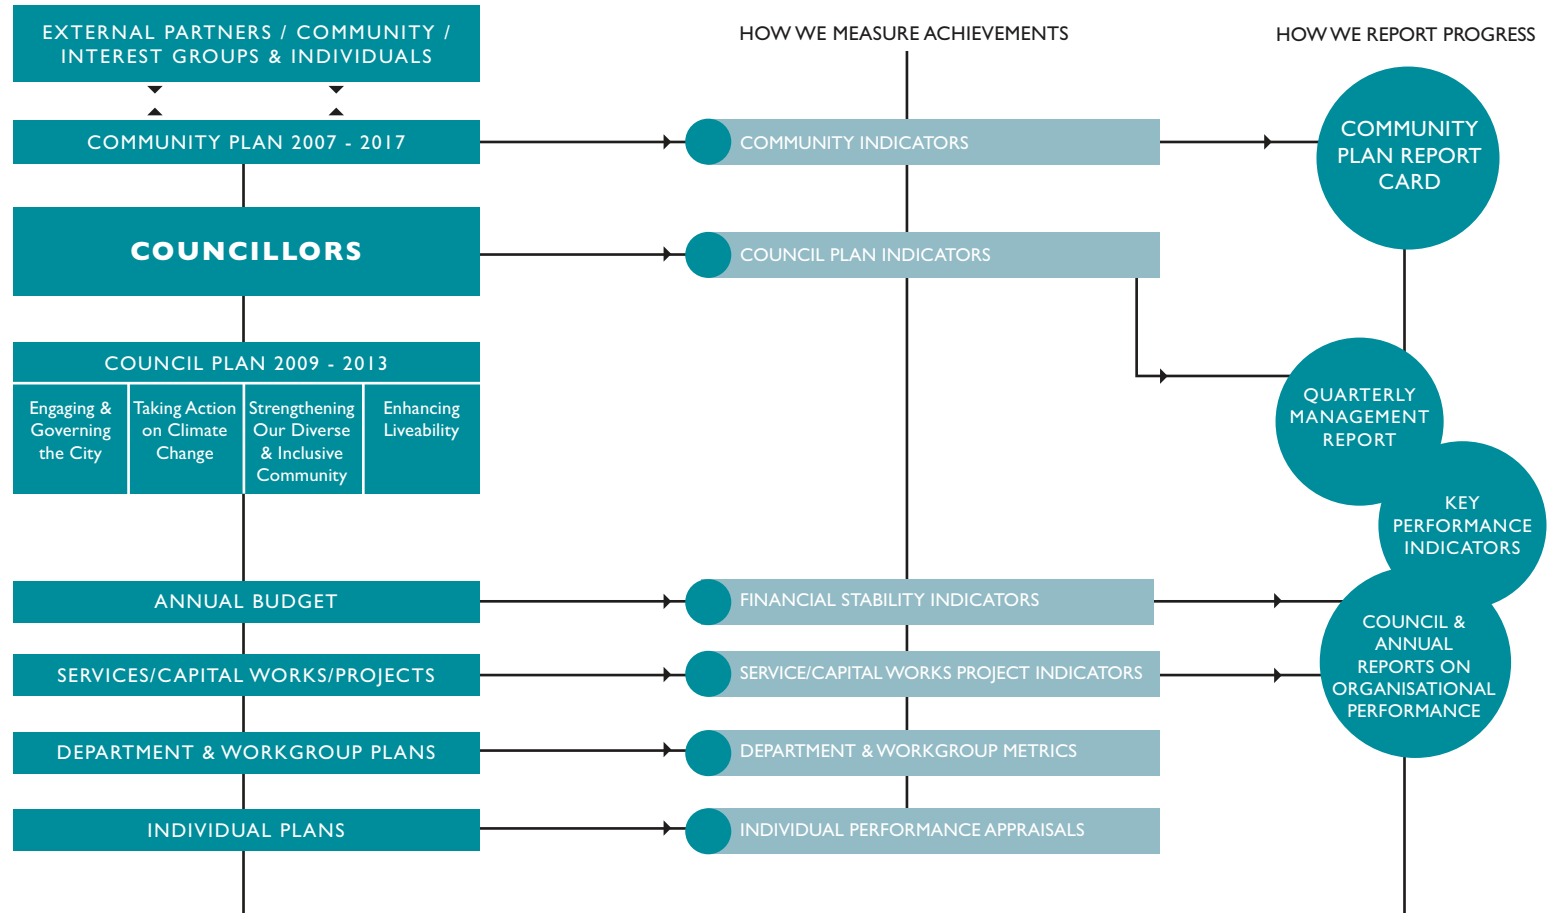 EXTERNAL PARTNERS / COMMUNITY /
INTEREST GROUPS & INDIVIDUALS
HOW WE MEASURE ACHIEVEMENTS
HOW WE REPORT PROGRESS
COMMUNITY PLAN 2007 - 2017
COMMUNITY INDICATORS
COMMUNITY
PLAN REPORT
CARD
COUNCILLORS
COUNCIL PLAN INDICATORS
COUNCIL PLAN 2009 - 2013
Engaging &
Governing
the City
Taking Action
on Climate
Change
Strengthening
Our Diverse
& Inclusive
Community
Enhancing
Liveability
QUARTERLY
MANAGEMENT
REPORT
KEY
PERFORMANCE
INDICATORS
ANNUAL BUDGET
FINANCIAL STABILITY INDICATORS
COUNCIL &
ANNUAL
REPORTS ON
ORGANISATIONAL
PERFORMANCE
SERVICES/CAPITAL WORKS/PROJECTS
SERVICE/CAPITAL WORKS PROJECT INDICATORS
DEPARTMENT & WORKGROUP PLANS
DEPARTMENT & WORKGROUP METRICS
INDIVIDUAL PLANS
INDIVIDUAL PERFORMANCE APPRAISALS